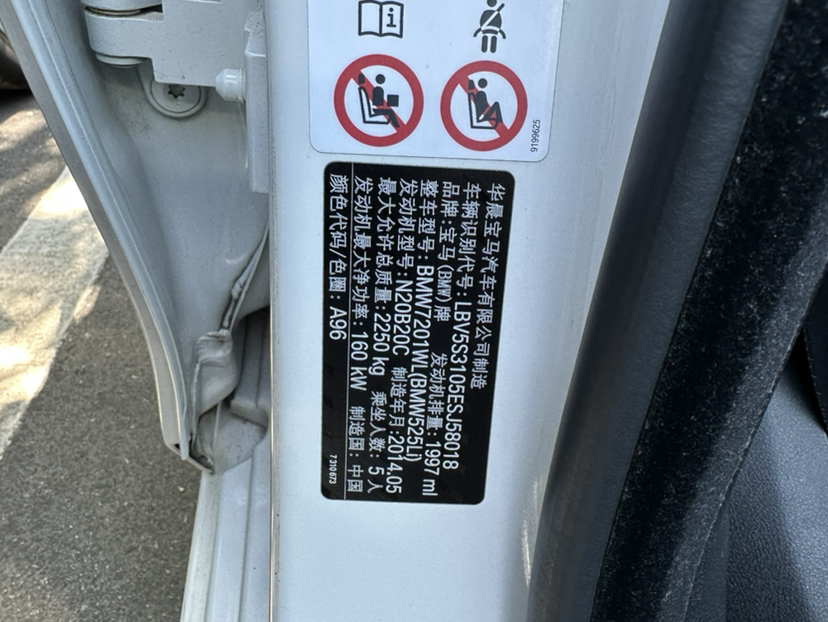 9199625
华晨宝马汽车有限公司制造
车辆识别代号: LBV5S3105ESJ58018
品牌: 宝马 (BMW) 牌 发动机排量: 1997 ml
整车型号: BMW7201WL(BMW525Li)
发动机型号: N20B20C 制造年月: 2014.05
最大允许总质量: 2250 kg 乘坐人数: 5 人
发动机最大净功率: 160 kW 制造国: 中国
颜色代码/色圈: A96
7 310 673